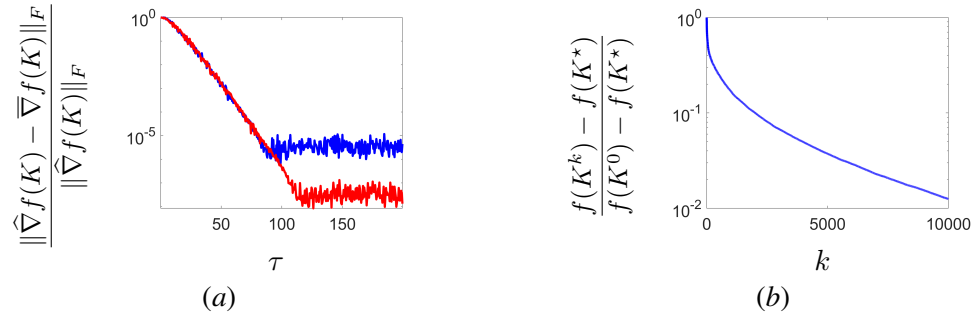 ‖∇̂f(K) − ∇̅f(K)‖_F
‖∇̂f(K)‖_F
10^0
10^-5
50 100 150
τ
(a)
f(K^k) − f(K^⋆)
f(K^0) − f(K^⋆)
10^0
10^-1
10^-2
0 5000 10000
k
(b)